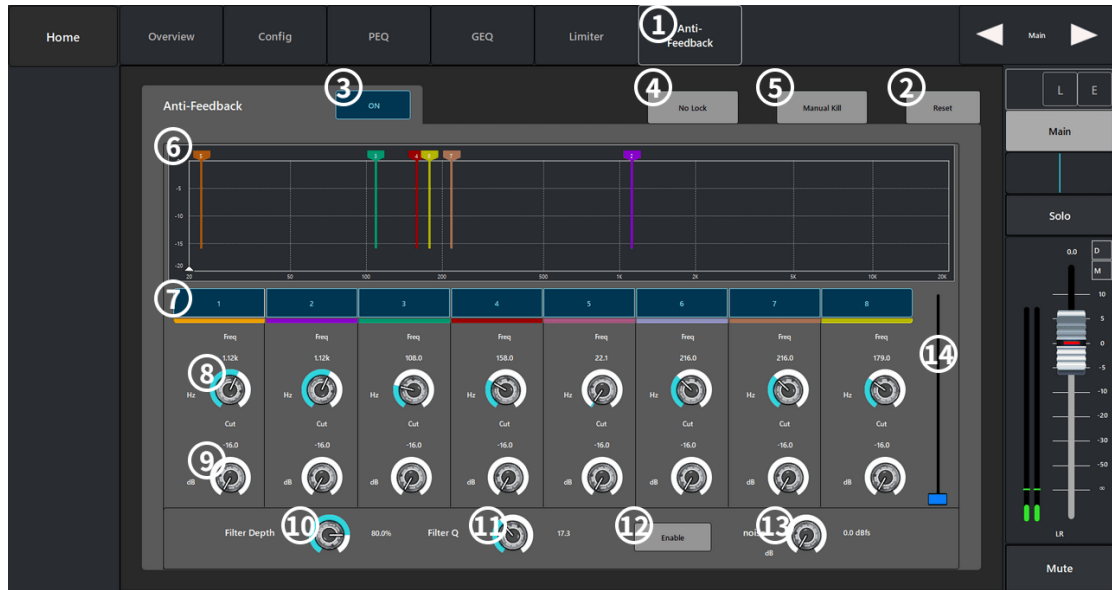 Home
Overview
Config
PEQ
GEQ
Limiter
1
Anti-
Feedback
Main
L
E
Anti-Feedback
3
ON
4
No Lock
5
Manual Kill
2
Reset
Main
6
3
4
7
2
-5
-10
-15
-20
20
50
100
200
500
1K
2K
5K
10K
20K
Solo
0.0
D
M
7
1
2
3
4
5
6
7
8
10
5
0
-5
-10
-20
-50
-30
∞
Freq
Freq
Freq
Freq
Freq
Freq
Freq
Freq
1.12k
1.12k
108.0
158.0
22.1
216.0
216.0
179.0
14
8
Hz
Hz
Hz
Hz
Hz
Hz
Hz
Hz
Cut
Cut
Cut
Cut
Cut
Cut
Cut
Cut
-16.0
-16.0
-16.0
-16.0
-16.0
-16.0
-16.0
-16.0
9
dB
dB
dB
dB
dB
dB
dB
dB
Filter Depth
10
80.0%
Filter Q
11
17.3
12
Enable
13
dB
0.0 dBfs
LR
Mute